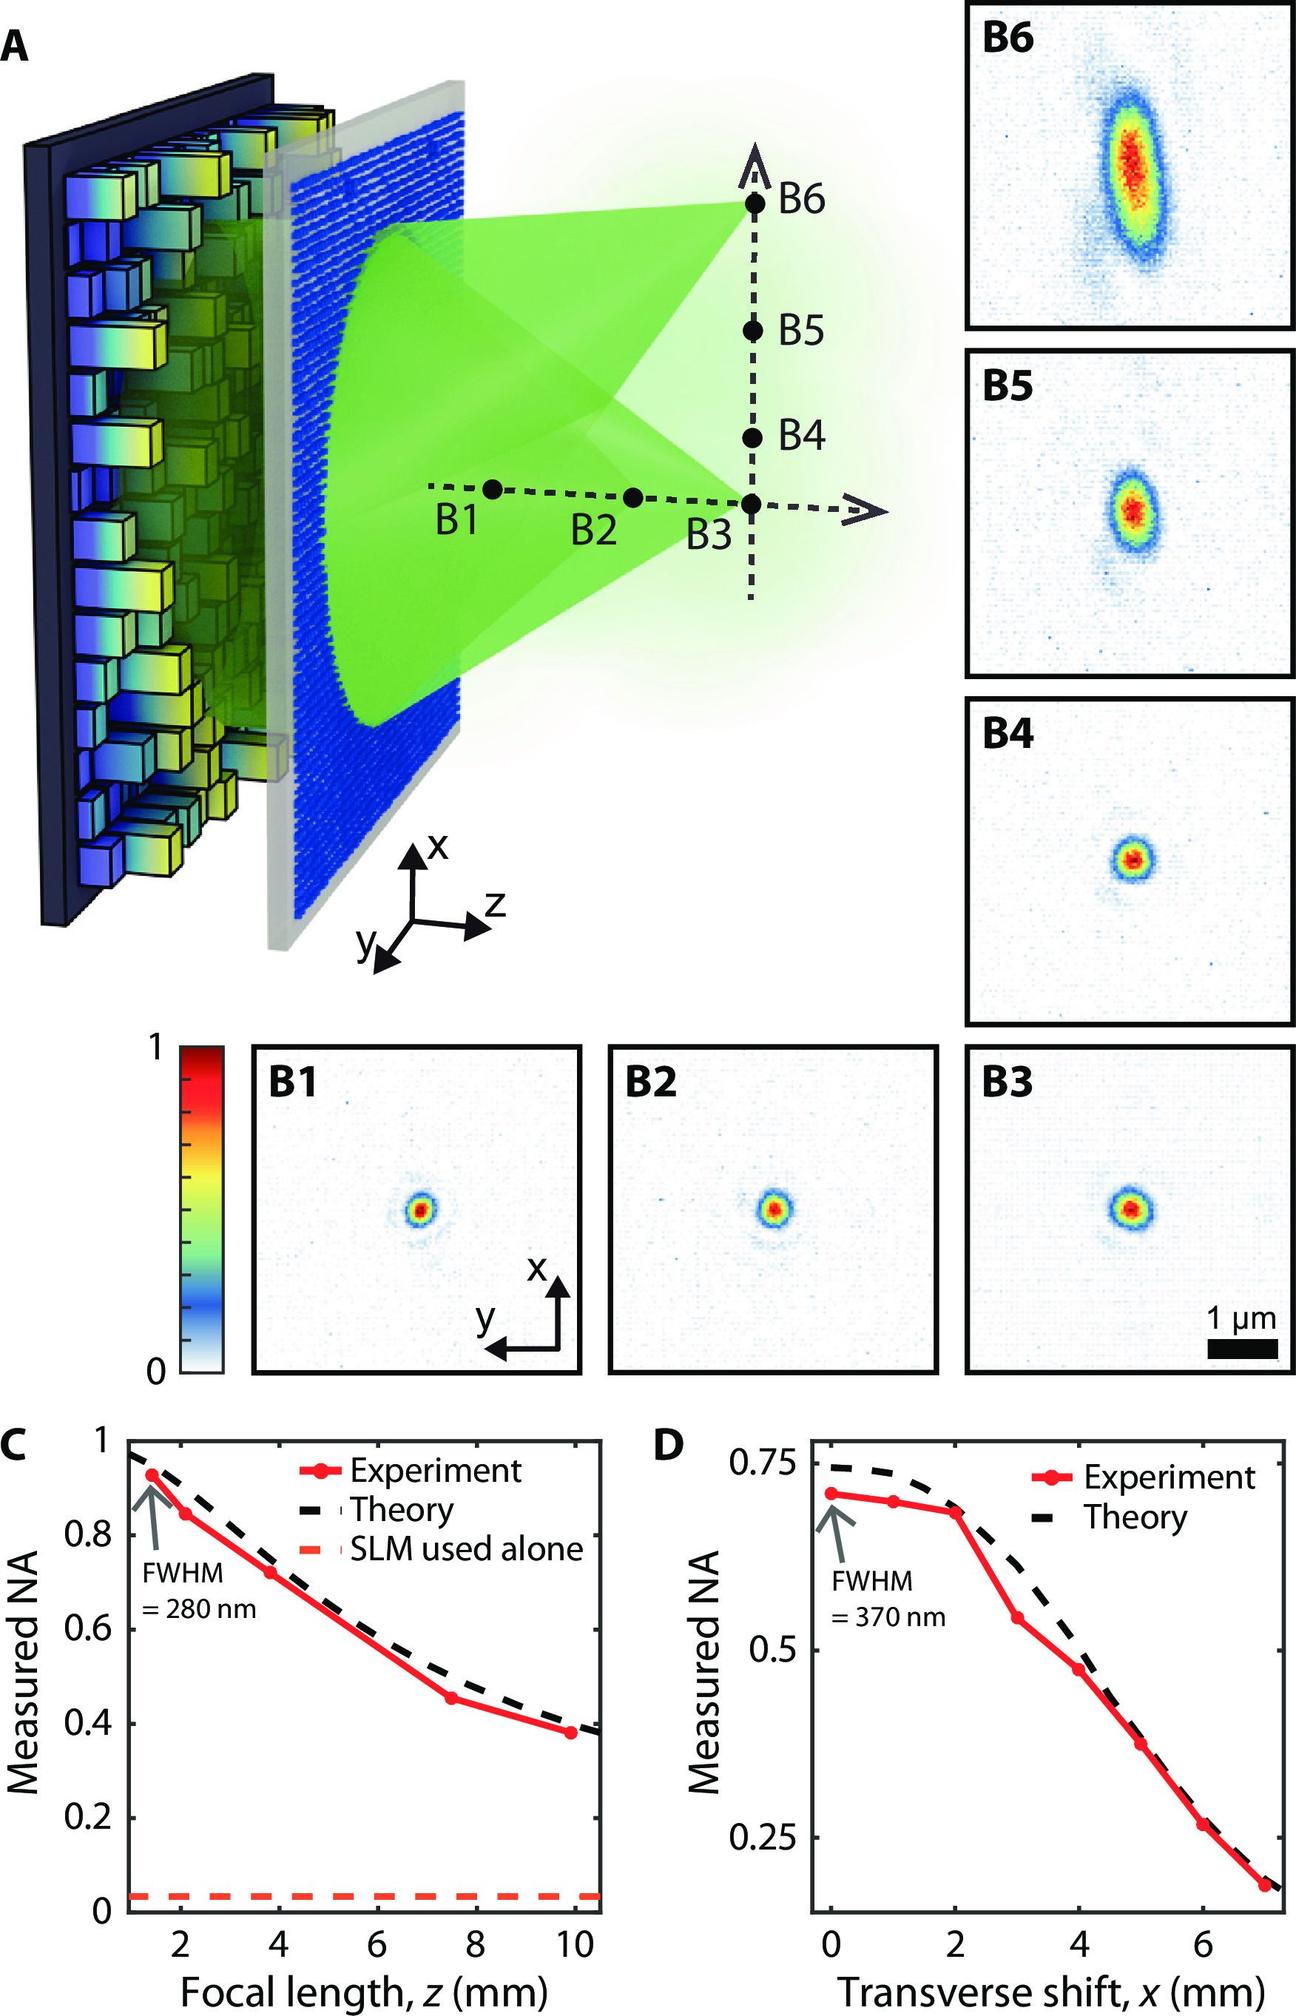 A
B6
B5
B4
B1
B2
B3
x
z
y
B6
B5
B4
1
0
B1
x
y
B2
B3
1 μm
C
1
0.8
0.6
0.4
0.2
0
Measured NA
Experiment
Theory
SLM used alone
FWHM
= 280 nm
2 4 6 8 10
Focal length, z (mm)
D
0.75
0.5
0.25
Measured NA
Experiment
Theory
FWHM
= 370 nm
0 2 4 6
Transverse shift, x (mm)